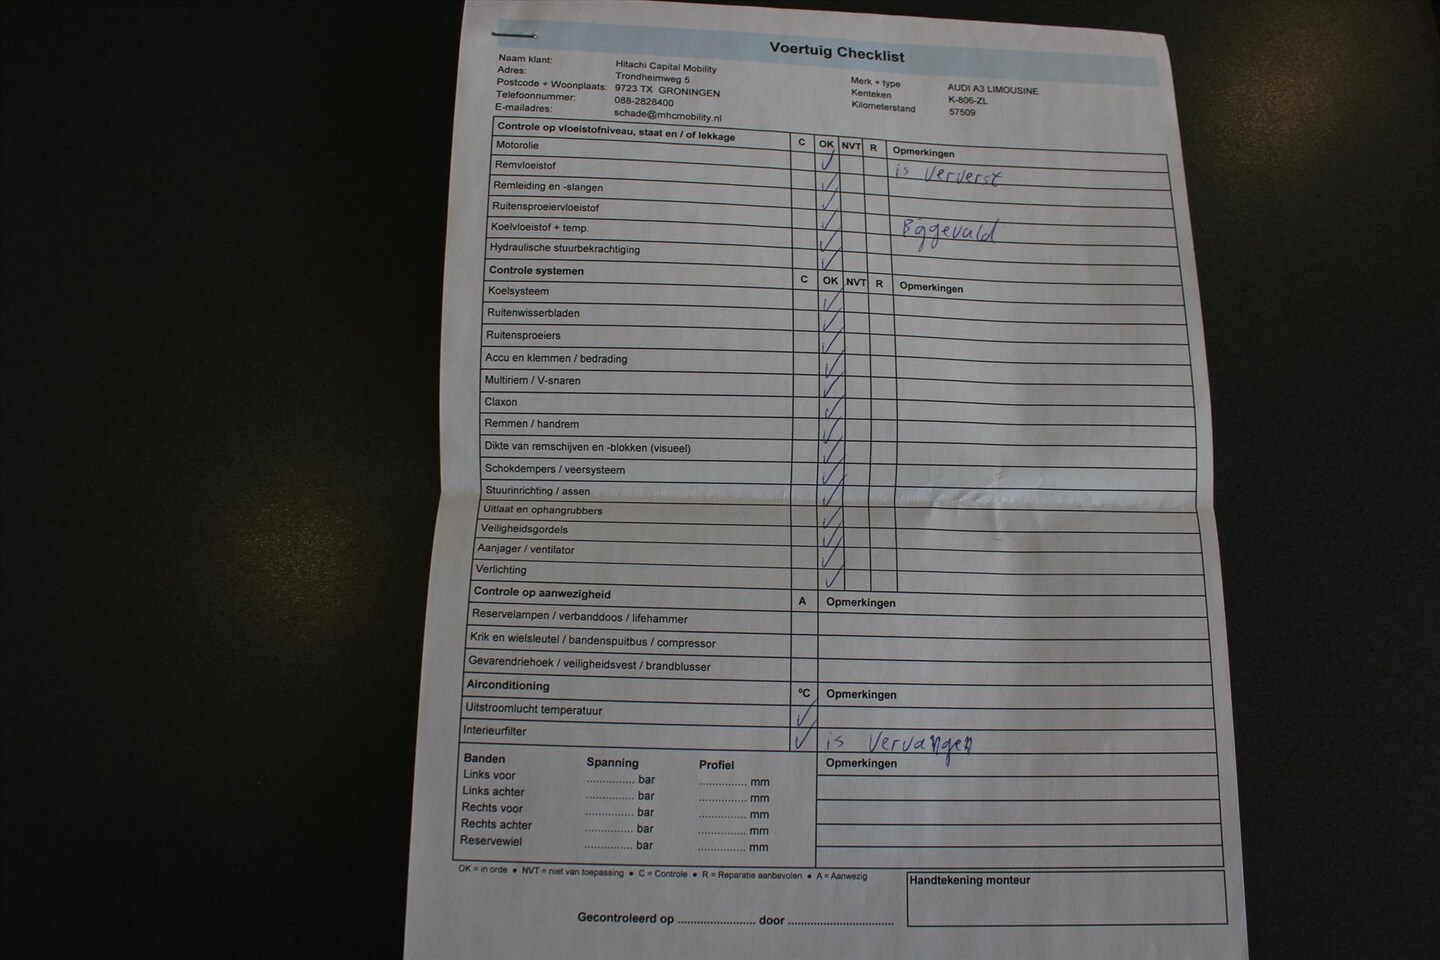 Voertuig Checklist
Naam klant: Hitachi Capital Mobility
Adres: Trondheimweg 5
Postcode + Woonplaats: 9723 TX GRONINGEN
Telefoonnummer: 088-2828400
E-mailadres: schade@mhcmobility.nl
Merk + type AUDI A3 LIMOUSINE
Kenteken K-806-ZL
Kilometerstand 57509
Controle op vloeistofniveau, staat en / of lekkage C OK NVT R Opmerkingen
Motorolie ✓ is ververst
Remvloeistof ✓
Remleiding en -slangen ✓
Ruitensproeiervloeistof ✓ Bijgevuld
Koelvloeistof + temp. ✓
Hydraulische stuurbekrachtiging ✓
Controle systemen C OK NVT R Opmerkingen
Koelsysteem ✓
Ruitenwisserbladen ✓
Ruitensproeiers ✓
Accu en klemmen / bedrading ✓
Multiriem / V-snaren ✓
Claxon ✓
Remmen / handrem ✓
Dikte van remschijven en -blokken (visueel) ✓
Schokdempers / veersysteem ✓
Stuurinrichting / assen ✓
Uitlaat en ophangrubbers ✓
Veiligheidsgordels ✓
Aanjager / ventilator ✓
Verlichting ✓
Controle op aanwezigheid A Opmerkingen
Reservelampen / verbanddoos / lifehammer
Krik en wielsleutel / bandenspuitbus / compressor
Gevarendriehoek / veiligheidsvest / brandblusser
Airconditioning ºC Opmerkingen
Uitstroomlucht temperatuur ✓
Interieurfilter ✓ is vervangen
Banden Spanning Profiel Opmerkingen
Links voor ............... bar ............... mm
Links achter ............... bar ............... mm
Rechts voor ............... bar ............... mm
Rechts achter ............... bar ............... mm
Reservewiel ............... bar ............... mm
OK = in orde ● NVT = niet van toepassing ● C = Controle ● R = Reparatie aanbevolen ● A = Aanwezig
Handtekening monteur
Gecontroleerd op ........................ door ................................